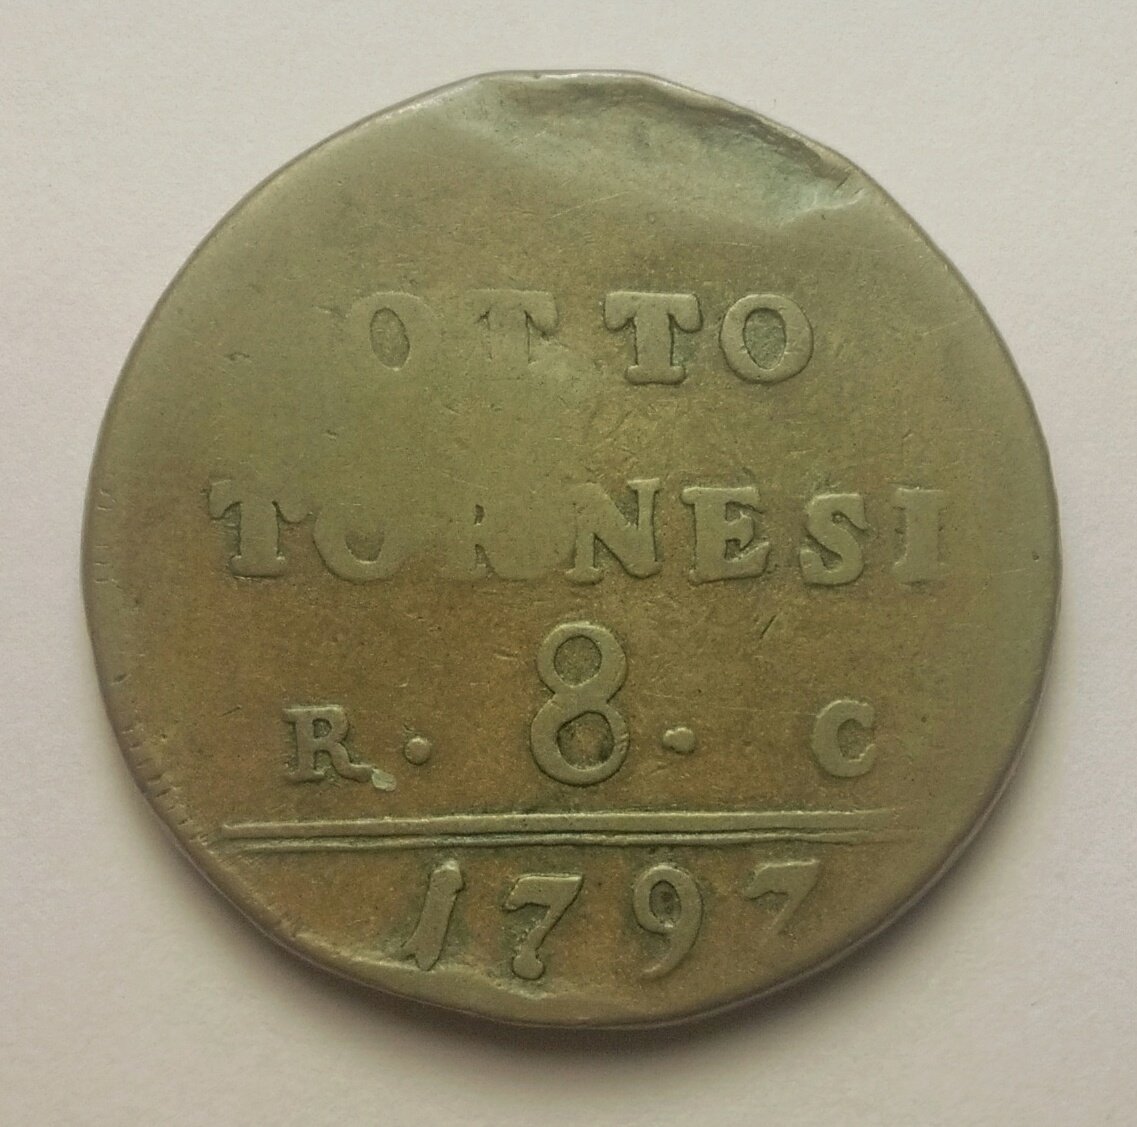 OTTO
TORNESI
R. 8. C
1797